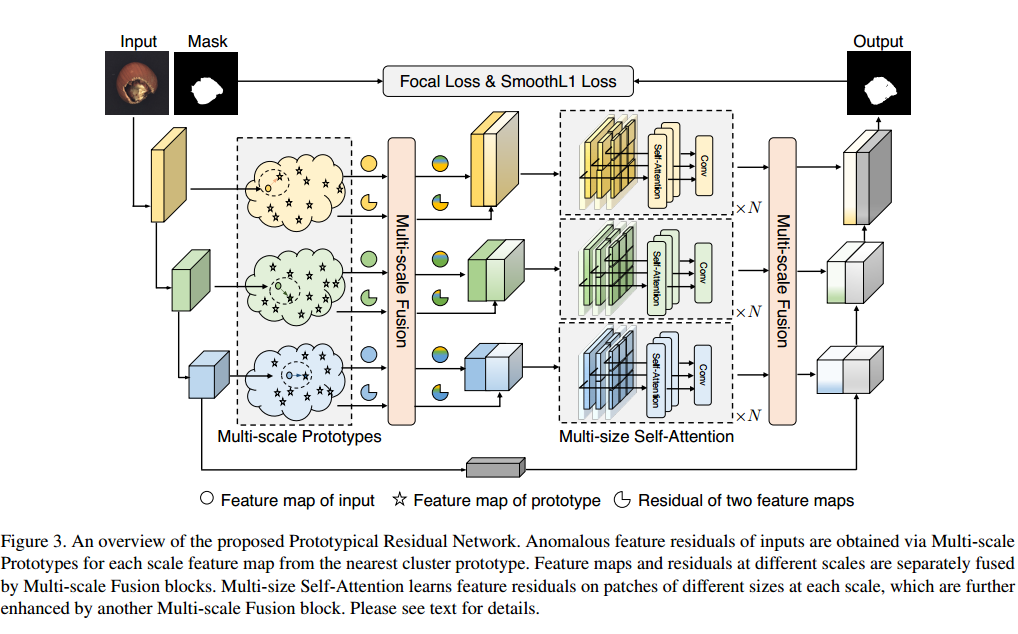 Input
Mask
Output
Focal Loss & SmoothL1 Loss
Multi-scale Fusion
Self-Attention
Conv
×N
Multi-scale Fusion
Self-Attention
Conv
×N
Self-Attention
Conv
×N
Multi-scale Prototypes
Multi-size Self-Attention
Feature map of input
Feature map of prototype
Residual of two feature maps
Figure 3. An overview of the proposed Prototypical Residual Network. Anomalous feature residuals of inputs are obtained via Multi-scale
Prototypes for each scale feature map from the nearest cluster prototype. Feature maps and residuals at different scales are separately fused
by Multi-scale Fusion blocks. Multi-size Self-Attention learns feature residuals on patches of different sizes at each scale, which are further
enhanced by another Multi-scale Fusion block. Please see text for details.